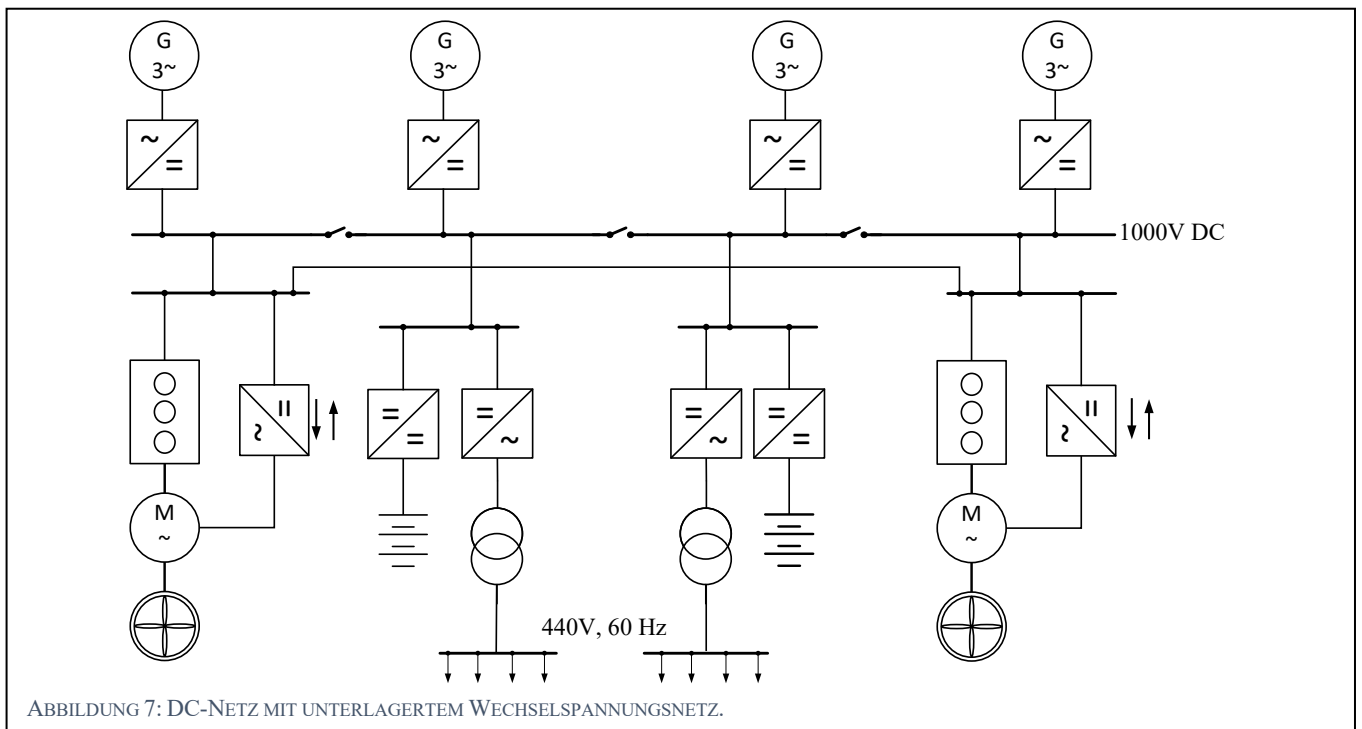 G G G G
3~ 3~ 3~ 3~
~ ~ ~ ~
= = = =
1000V DC
= = = = = =
~ = ~ ~ = ~
M M
~ ~
440V, 60 Hz
ABBILDUNG 7: DC-NETZ MIT UNTERLAGERTEM WECHSELSPANNUNGSNETZ.